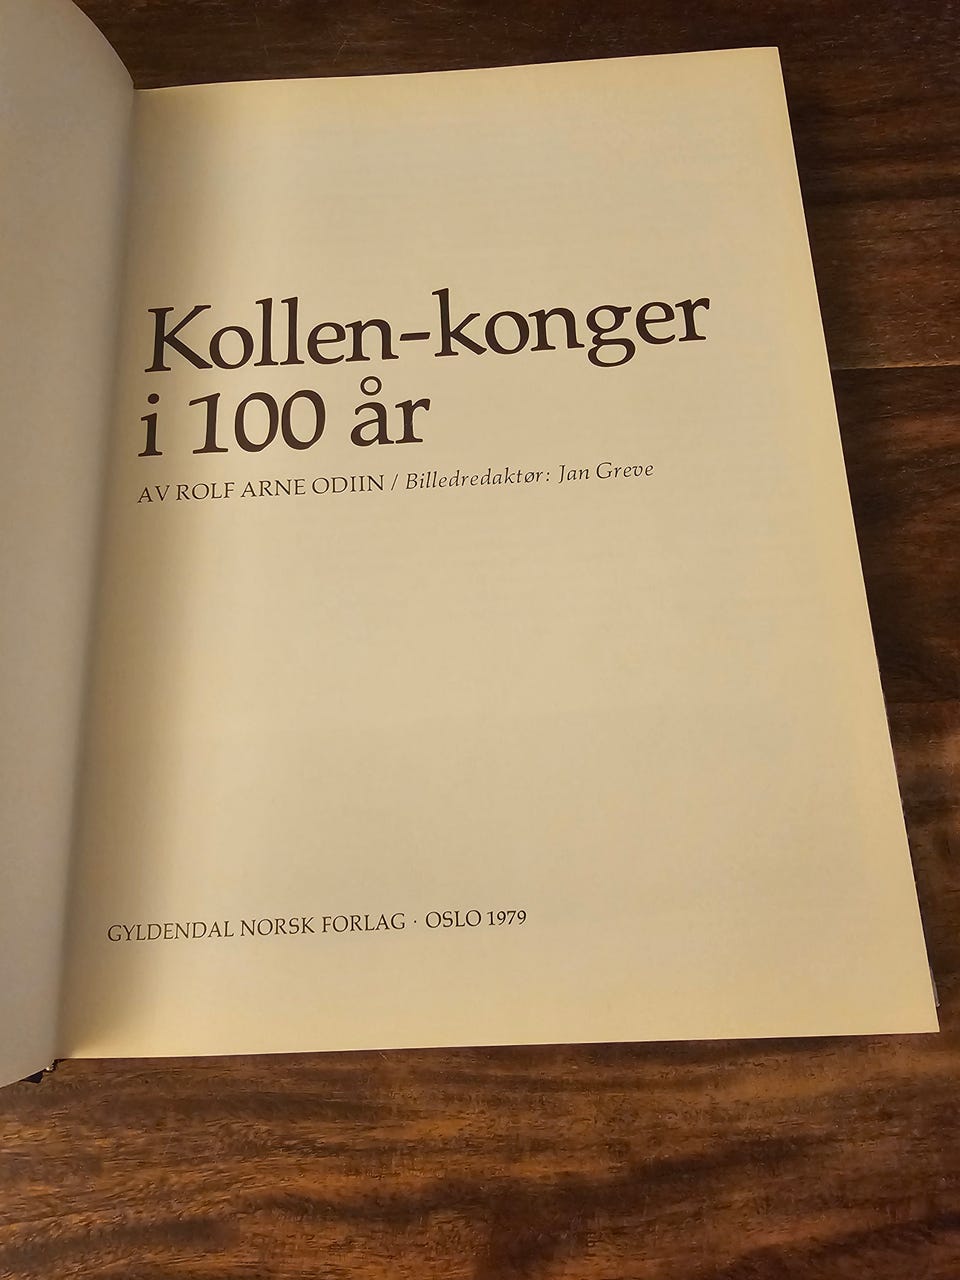 Kollen-konger
i 100 år
AV ROLF ARNE ODIIN / Billedredaktør: Jan Greve
GYLDENDAL NORSK FORLAG · OSLO 1979